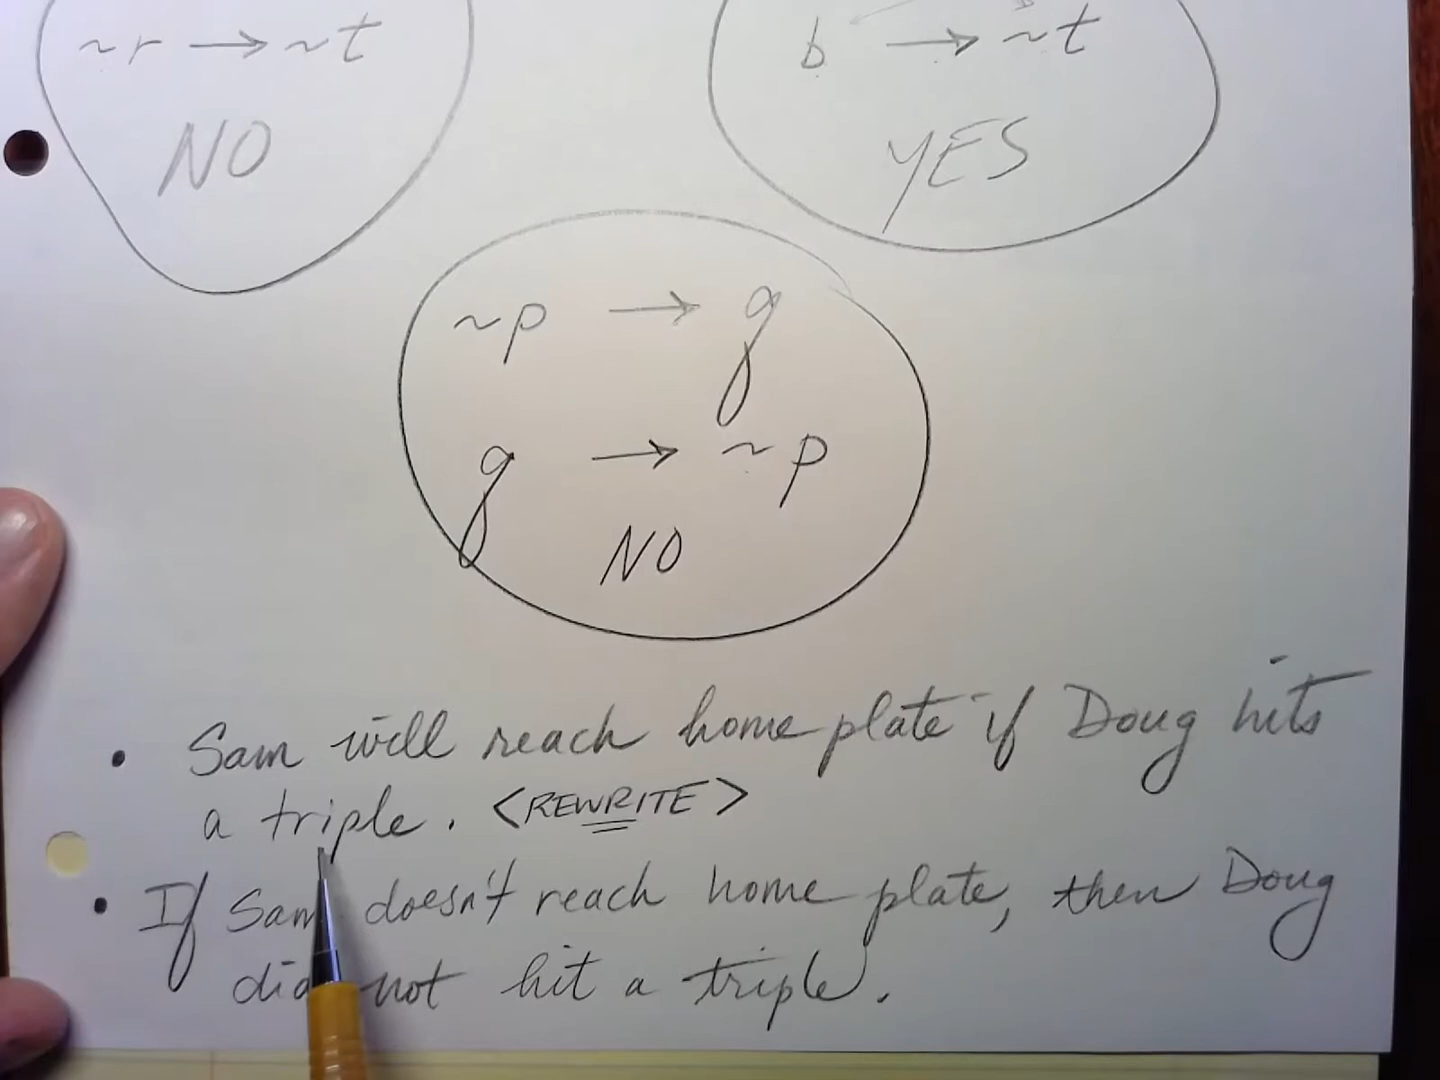 ~r → ~t
b → ~t
NO
YES
~p → g
g → ~p
NO
• Sam will reach home plate if Doug hits
a triple. <REWRITE>
• If Sam doesn't reach home plate, then Doug
did not hit a triple.